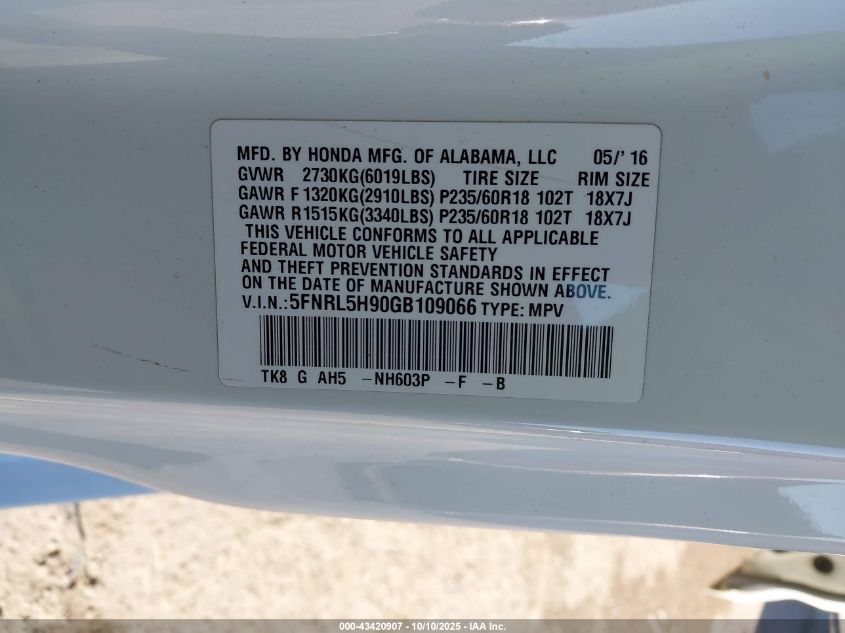 MFD. BY HONDA MFG. OF ALABAMA, LLC 05/' 16
GVWR 2730KG(6019LBS) TIRE SIZE RIM SIZE
GAWR F 1320KG(2910LBS) P235/60R18 102T 18X7J
GAWR R1515KG(3340LBS) P235/60R18 102T 18X7J
THIS VEHICLE CONFORMS TO ALL APPLICABLE
FEDERAL MOTOR VEHICLE SAFETY
AND THEFT PREVENTION STANDARDS IN EFFECT
ON THE DATE OF MANUFACTURE SHOWN ABOVE.
V.I.N.:5FNRL5H90GB109066 TYPE: MPV
TK8 G AH5 -NH603P -F -B
000-43420907 - 10/10/2025 - IAA Inc.